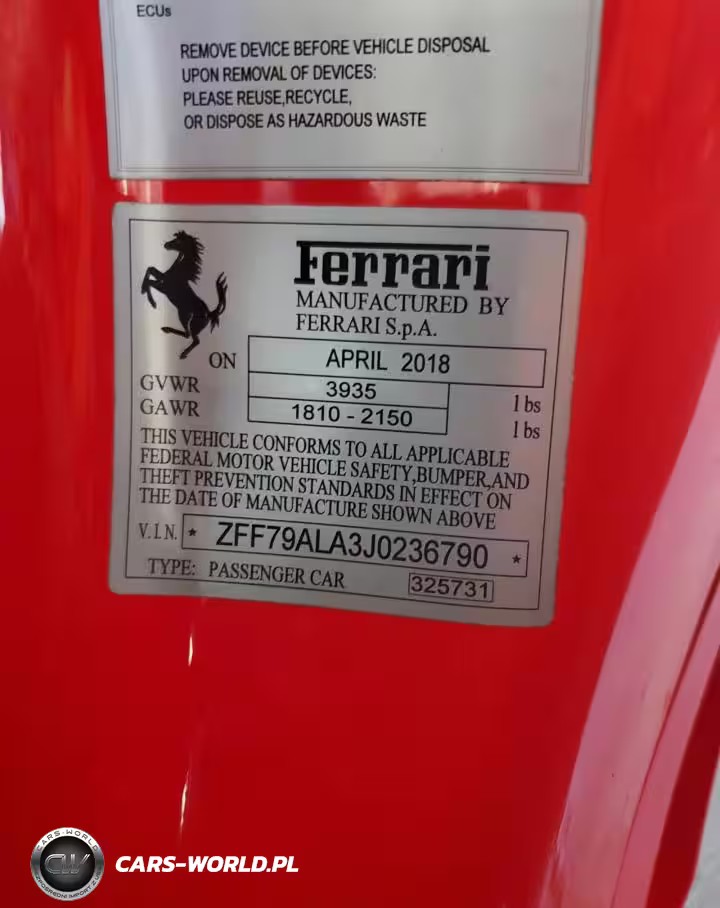 ECUs
REMOVE DEVICE BEFORE VEHICLE DISPOSAL
UPON REMOVAL OF DEVICES:
PLEASE REUSE,RECYCLE,
OR DISPOSE AS HAZARDOUS WASTE
Ferrari
MANUFACTURED BY
FERRARI S.p.A.
ON APRIL 2018
GVWR 3935 lbs
GAWR 1810 - 2150 lbs
THIS VEHICLE CONFORMS TO ALL APPLICABLE
FEDERAL MOTOR VEHICLE SAFETY,BUMPER,AND
THEFT PREVENTION STANDARDS IN EFFECT ON
THE DATE OF MANUFACTURE SHOWN ABOVE
V.I.N. * ZFF79ALA3J0236790 *
TYPE: PASSENGER CAR 325731
CARS-WORLD
CW
CARS-WORLD.PL